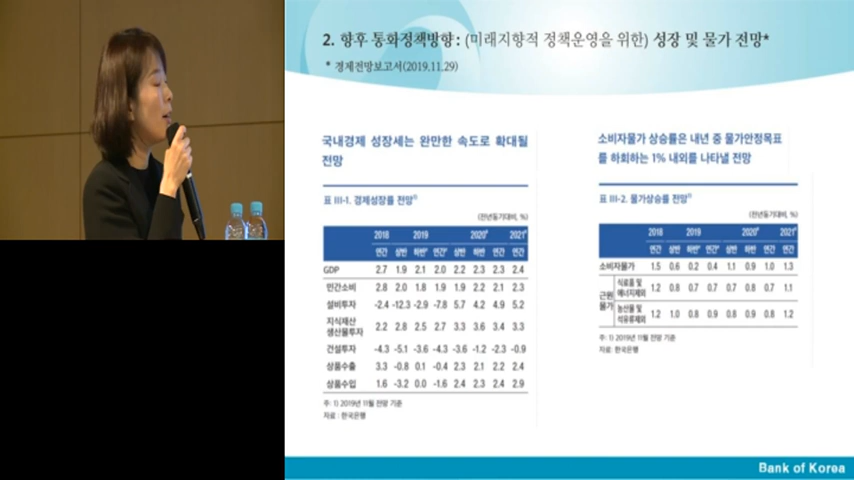 2. 향후 통화정책방향 : (미래지향적 정책운영을 위한) 성장 및 물가 전망*
* 경제전망보고서(2019.11.29)
국내경제 성장세는 완만한 속도로 확대될
전망
표 III-1. 경제성장률 전망1)
(전년동기대비, %)
2018 2019 2020e 2021e
연간 상반 하반e 연간e 상반 하반 연간 연간
GDP 2.7 1.9 2.1 2.0 2.2 2.3 2.3 2.4
민간소비 2.8 2.0 1.8 1.9 1.9 2.2 2.1 2.3
설비투자 -2.4 -12.3 -2.9 -7.8 5.7 4.2 4.9 5.2
지식재산
생산물투자 2.2 2.8 2.5 2.7 3.3 3.6 3.4 3.3
건설투자 -4.3 -5.1 -3.6 -4.3 -3.6 -1.2 -2.3 -0.9
상품수출 3.3 -0.8 0.1 -0.4 2.3 2.1 2.2 2.4
상품수입 1.6 -3.2 0.0 -1.6 2.4 2.3 2.4 2.9
주: 1) 2019년 11월 전망 기준
자료 : 한국은행
소비자물가 상승률은 내년 중 물가안정목표
를 하회하는 1% 내외를 나타낼 전망
표 III-2. 물가상승률 전망1)
(전년동기대비, %)
2018 2019 2020e 2021e
연간 상반 하반e 연간e 상반 하반 연간 연간
소비자물가 1.5 0.6 0.2 0.4 1.1 0.9 1.0 1.3
근원
물가
식료품 및
에너지제외 1.2 0.8 0.7 0.7 0.7 0.8 0.7 1.1
농산물 및
석유류제외 1.2 1.0 0.8 0.9 0.8 0.9 0.8 1.2
주: 1) 2019년 11월 전망 기준
자료: 한국은행
Bank of Korea